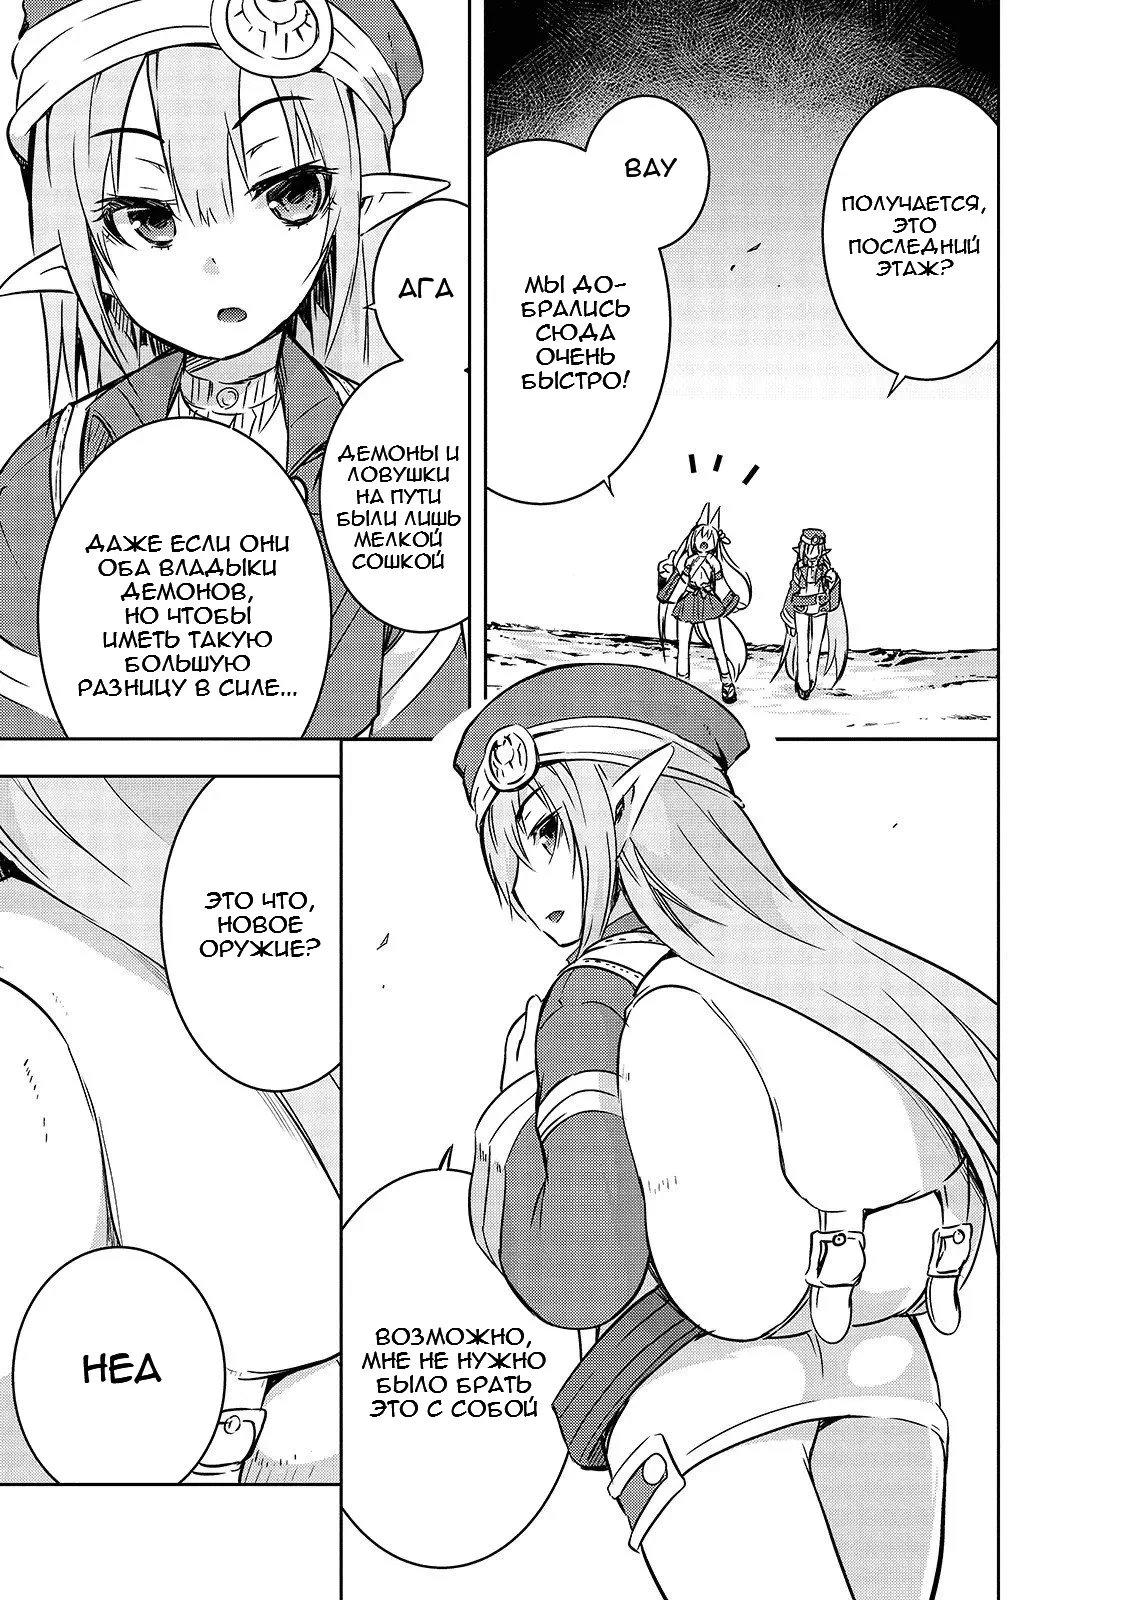 ПОЛУЧАЕТСЯ,
ЭТО
ПОСЛЕДНИЙ
ЭТАЖ?
ВАУ
МЫ ДО-
БРАЛИСЬ
СЮДА
ОЧЕНЬ
БЫСТРО!
АГА
ДЕМОНЫ И
ЛОВУШКИ
НА ПУТИ
БЫЛИ ЛИШЬ
МЕЛКОЙ
СОШКОЙ
ДАЖЕ ЕСЛИ ОНИ
ОБА ВЛАДЫКИ
ДЕМОНОВ,
НО ЧТОБЫ
ИМЕТЬ ТАКУЮ
БОЛЬШУЮ
РАЗНИЦУ В СИЛЕ...
ВОЗМОЖНО,
МНЕ НЕ НУЖНО
БЫЛО БРАТЬ
ЭТО С СОБОЙ
ЭТО ЧТО,
НОВОЕ
ОРУЖИЕ?
НЕА